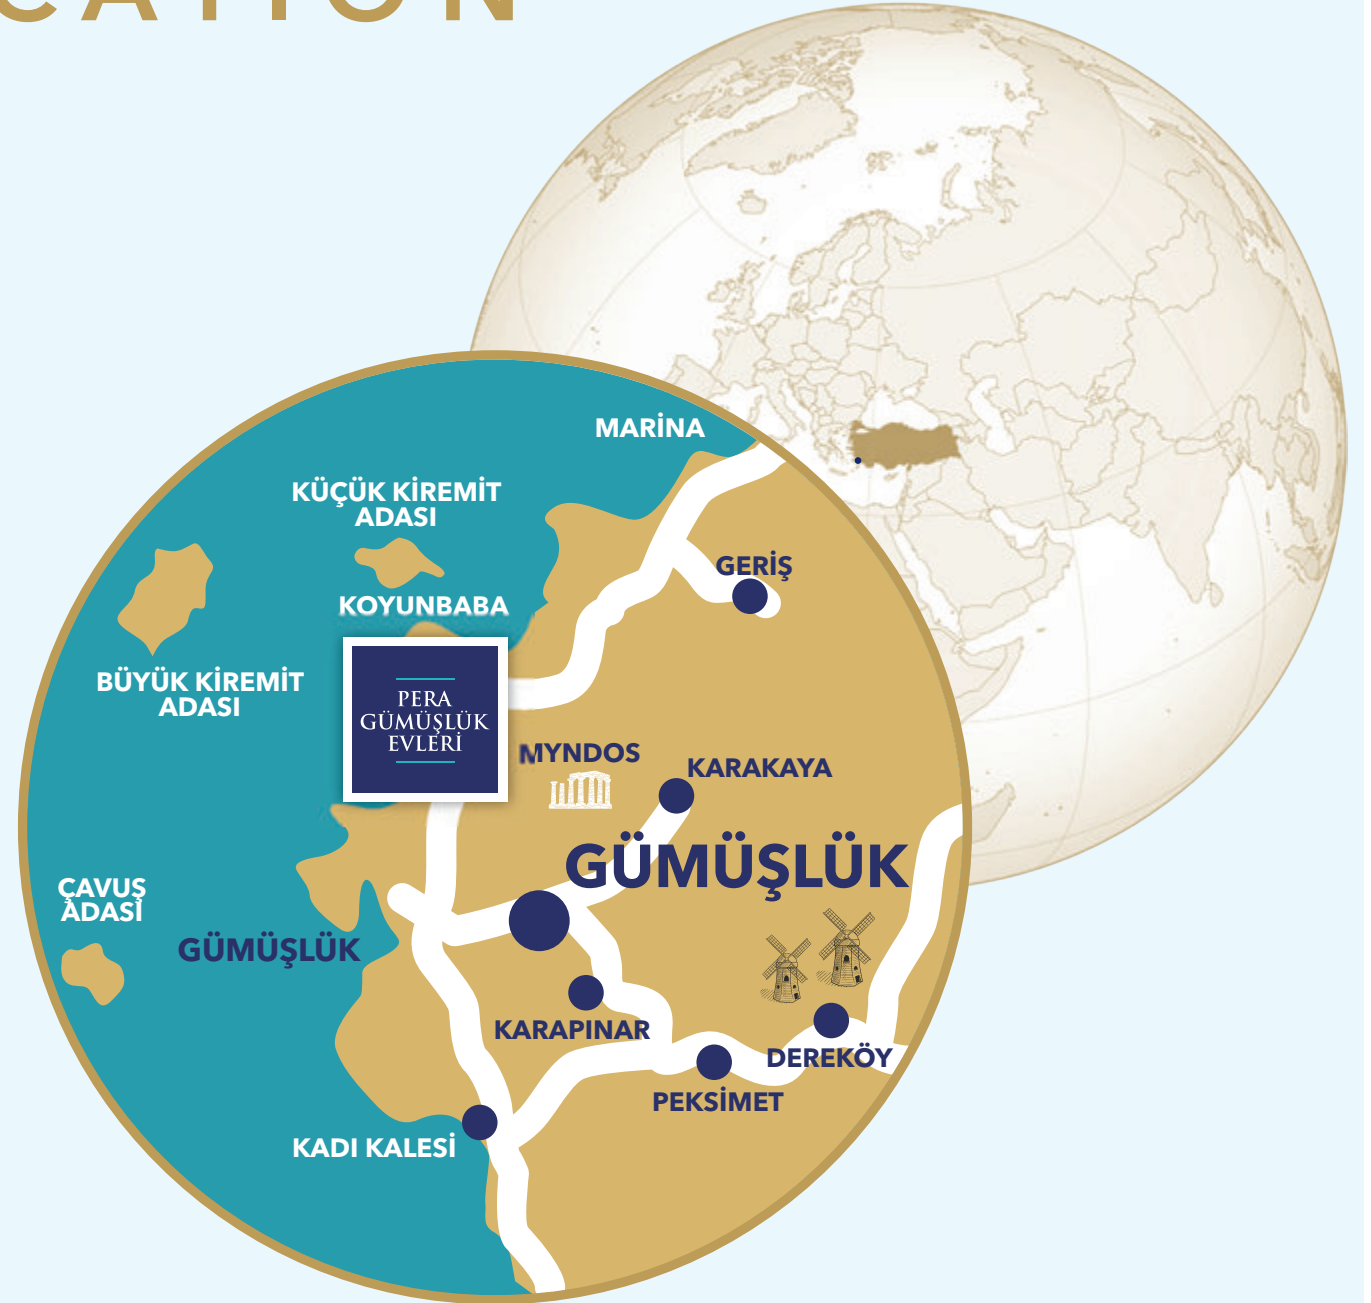 CATION
MARİNA
KÜÇÜK KİREMİT
ADASI
GERİŞ
KOYUNBABA
BÜYÜK KİREMİT
ADASI
PERA
GÜMÜŞLÜK
EVLERİ
MYNDOS
KARAKAYA
GÜMÜŞLÜK
ÇAVUŞ
ADASI
GÜMÜŞLÜK
KARAPINAR
DEREKÖY
PEKSİMET
KADI KALESİ